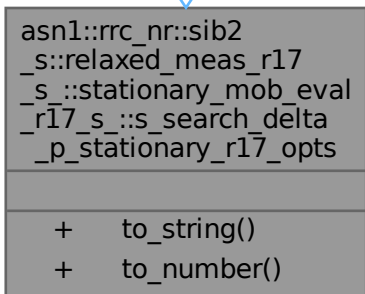 asn1::rrc_nr::sib2
_s::relaxed_meas_r17
_s_::stationary_mob_eval
_r17_s_::s_search_delta
_p_stationary_r17_opts
+ to_string()
+ to_number()